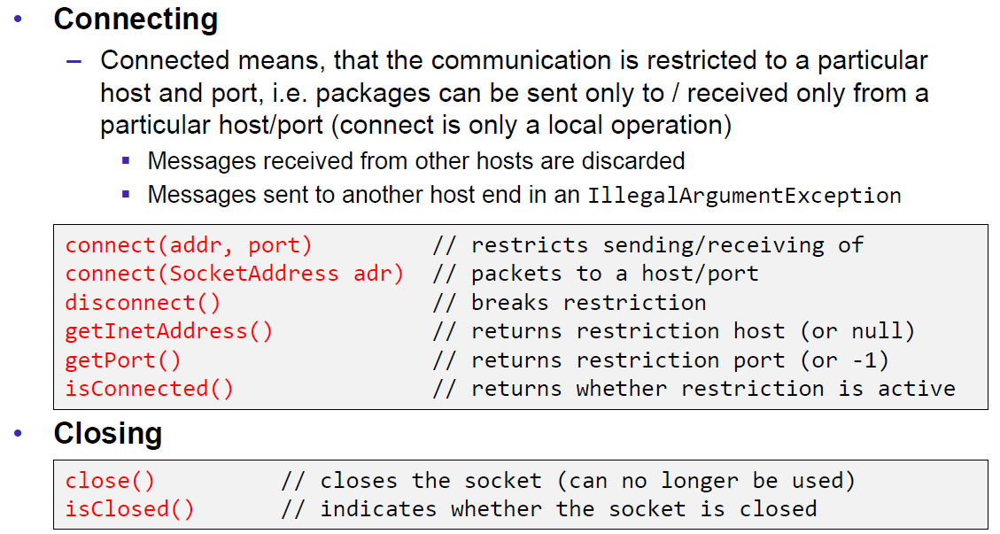 • Connecting
– Connected means, that the communication is restricted to a particular
host and port, i.e. packages can be sent only to / received only from a
particular host/port (connect is only a local operation)
▪ Messages received from other hosts are discarded
▪ Messages sent to another host end in an IllegalArgumentException
connect(addr, port) // restricts sending/receiving of
connect(SocketAddress adr) // packets to a host/port
disconnect() // breaks restriction
getInetAddress() // returns restriction host (or null)
getPort() // returns restriction port (or -1)
isConnected() // returns whether restriction is active
• Closing
close() // closes the socket (can no longer be used)
isClosed() // indicates whether the socket is closed